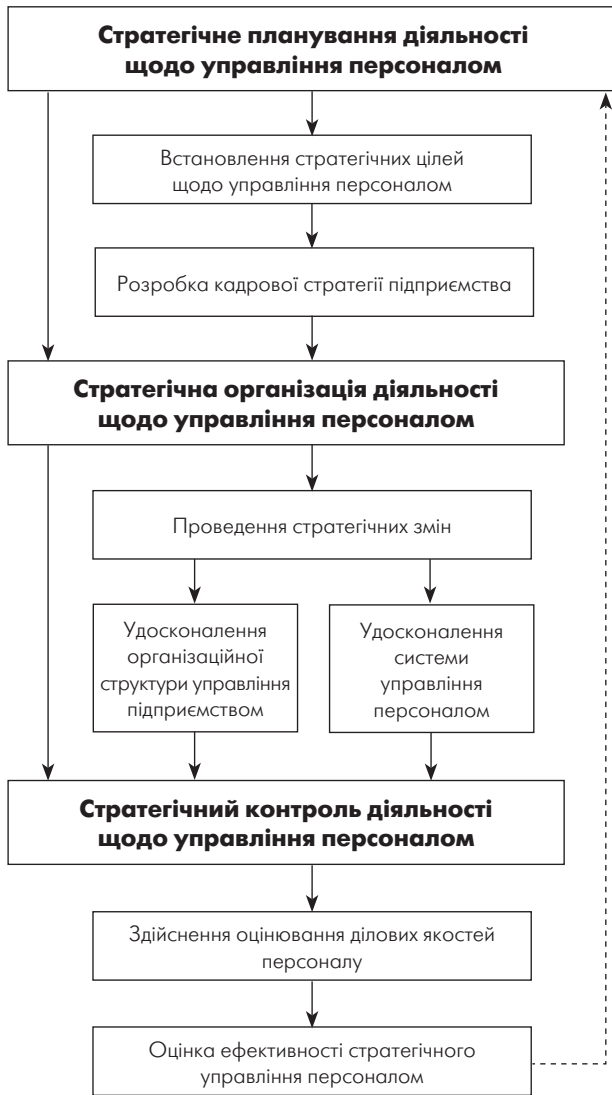 Стратегічне планування діяльності
щодо управління персоналом
Встановлення стратегічних цілей
щодо управління персоналом
Розробка кадрової стратегії підприємства
Стратегічна організація діяльності
щодо управління персоналом
Проведення стратегічних змін
Удосконалення
організаційної
структури управління
підприємством
Удосконалення
системи
управління
персоналом
Стратегічний контроль діяльності
щодо управління персоналом
Здійснення оцінювання ділових якостей
персоналу
Оцінка ефективності стратегічного
управління персоналом